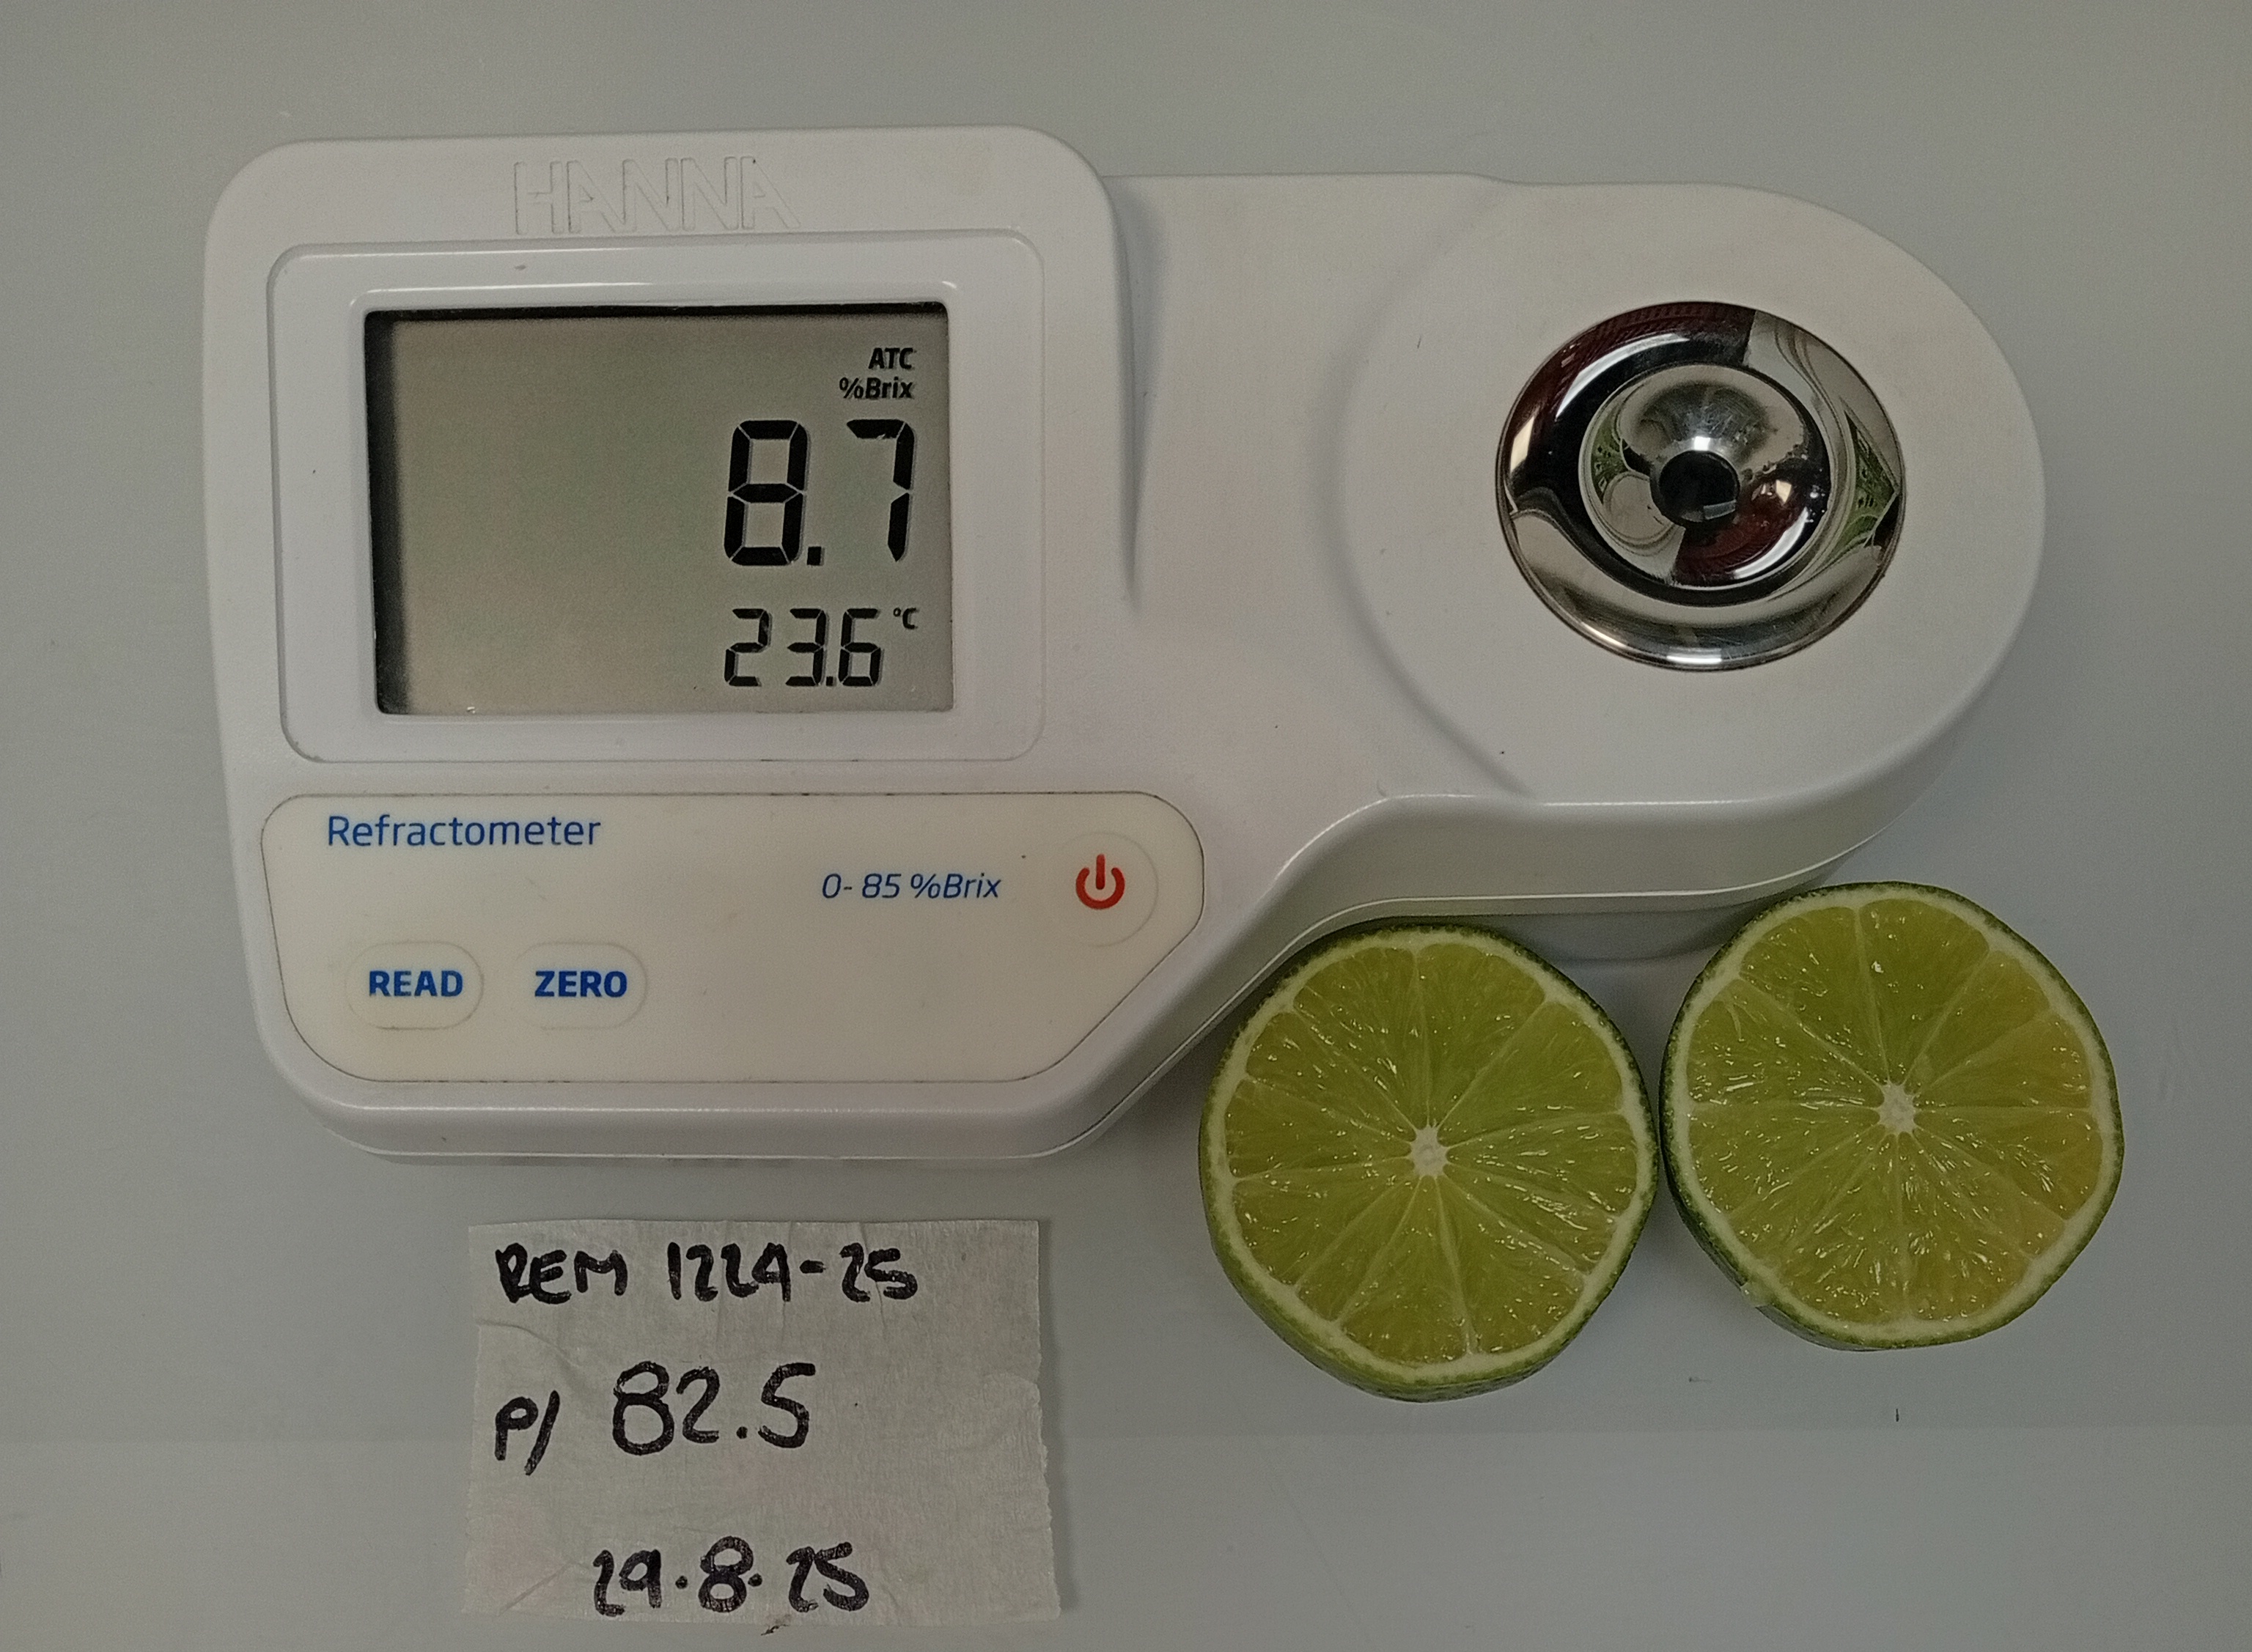 HANNA
ATC
%Brix
8.7
23.6 °C
Refractometer
0-85 %Brix
READ ZERO
REM 1229-25
P/ 82.5
29.8.25